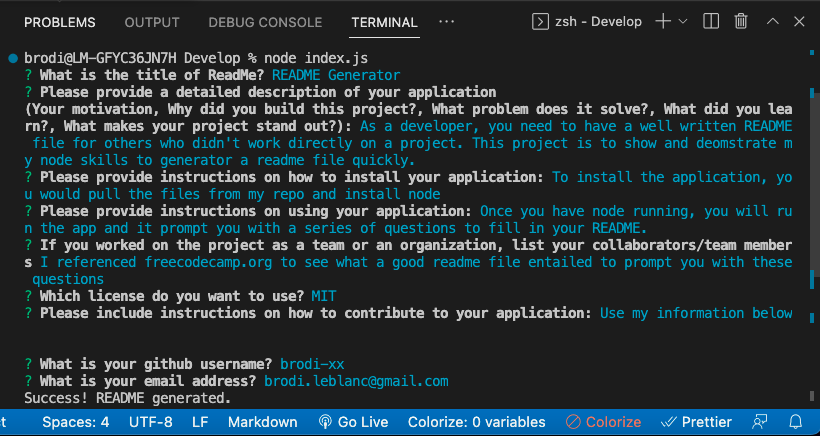 PROBLEMS OUTPUT DEBUG CONSOLE TERMINAL ··· zsh - Develop
brodi@LM-GFYC36JN7H Develop % node index.js
? What is the title of ReadMe? README Generator
? Please provide a detailed description of your application
(Your motivation, Why did you build this project?, What problem does it solve?, What did you lea
rn?, What makes your project stand out?): As a developer, you need to have a well written README
file for others who didn't work directly on a project. This project is to show and deomstrate m
y node skills to generator a readme file quickly.
? Please provide instructions on how to install your application: To install the application, yo
u would pull the files from my repo and install node
? Please provide instructions on using your application: Once you have node running, you will ru
n the app and it prompt you with a series of questions to fill in your README.
? If you worked on the project as a team or an organization, list your collaborators/team member
s I referenced freecodecamp.org to see what a good readme file entailed to prompt you with these
questions
? Which license do you want to use? MIT
? Please include instructions on how to contribute to your application: Use my information below
? What is your github username? brodi-xx
? What is your email address? brodi.leblanc@gmail.com
Success! README generated.
ct Spaces: 4 UTF-8 LF Markdown Go Live Colorize: 0 variables Colorize Prettier